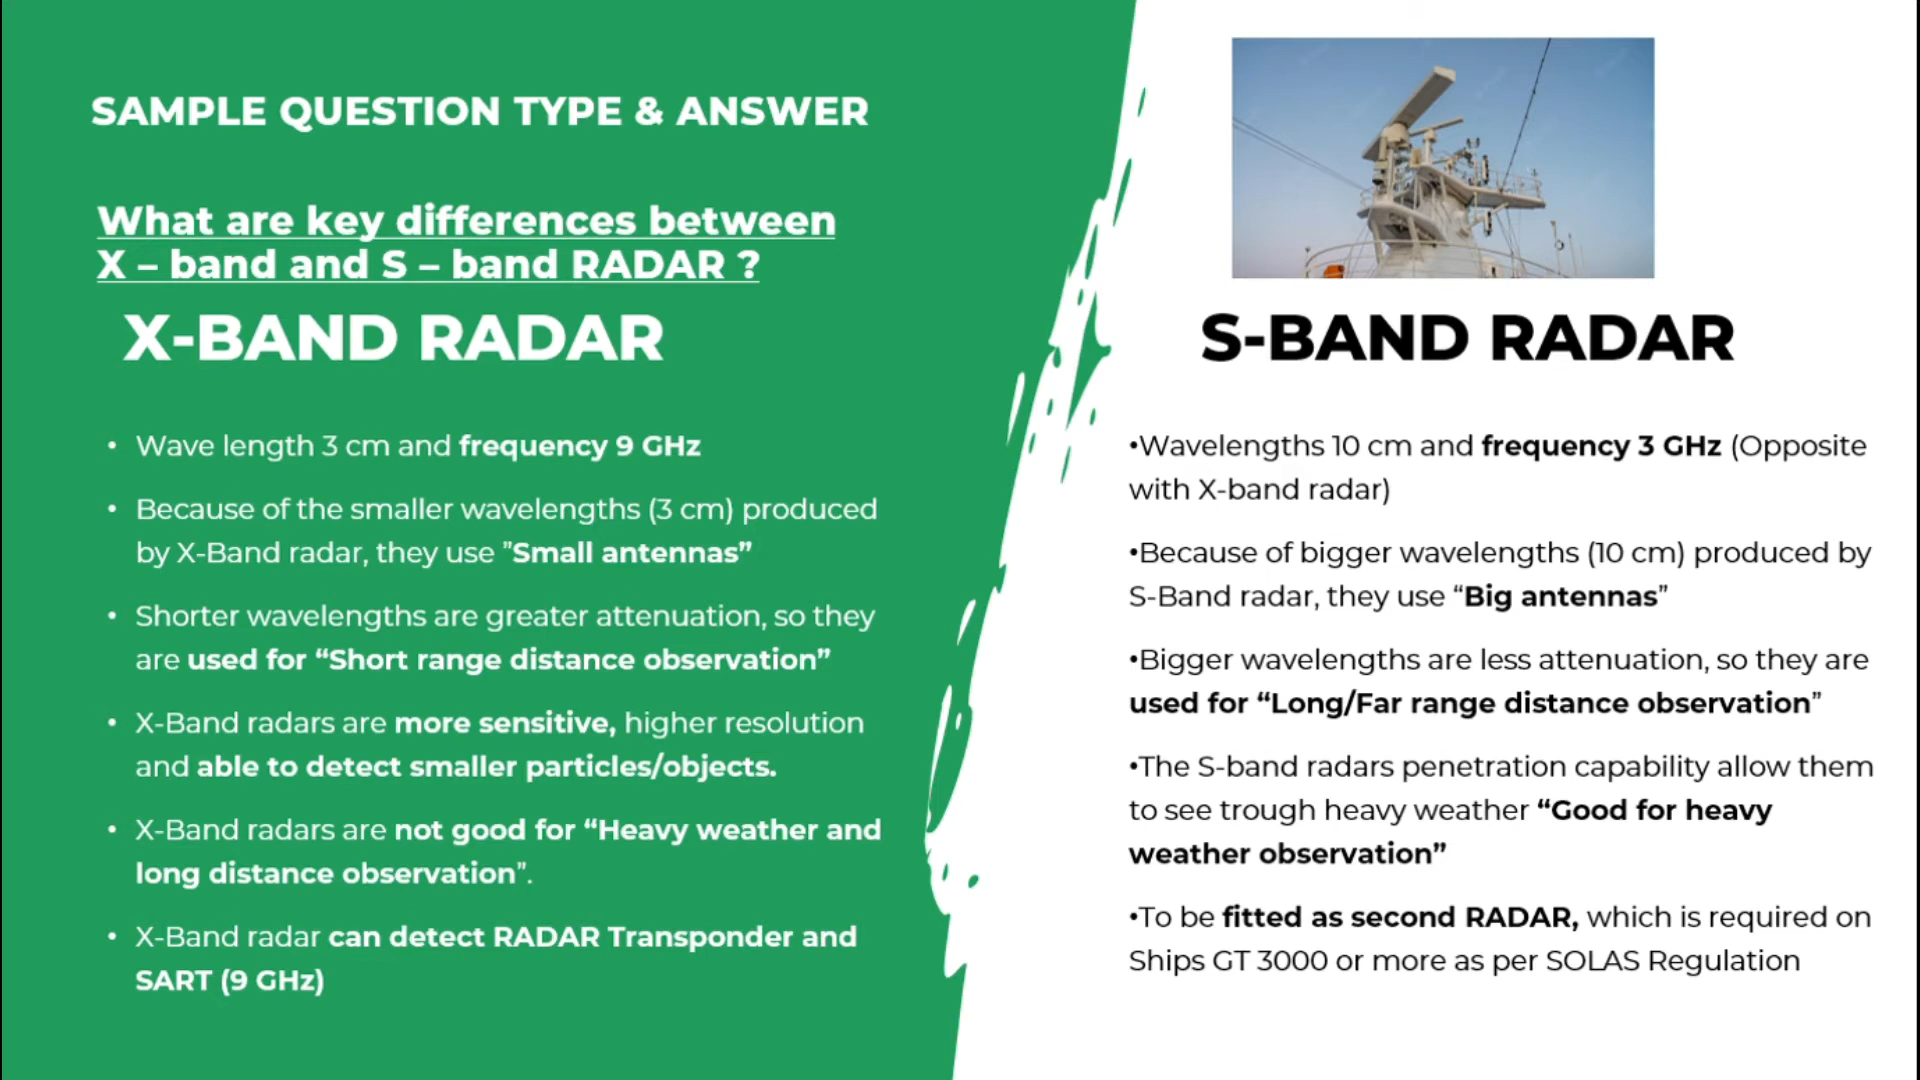 SAMPLE QUESTION TYPE & ANSWER
What are key differences between
X – band and S – band RADAR ?
X-BAND RADAR
• Wave length 3 cm and frequency 9 GHz
• Because of the smaller wavelengths (3 cm) produced
by X-Band radar, they use ”Small antennas”
• Shorter wavelengths are greater attenuation, so they
are used for “Short range distance observation”
• X-Band radars are more sensitive, higher resolution
and able to detect smaller particles/objects.
• X-Band radars are not good for “Heavy weather and
long distance observation”.
• X-Band radar can detect RADAR Transponder and
SART (9 GHz)
S-BAND RADAR
•Wavelengths 10 cm and frequency 3 GHz (Opposite
with X-band radar)
•Because of bigger wavelengths (10 cm) produced by
S-Band radar, they use “Big antennas”
•Bigger wavelengths are less attenuation, so they are
used for “Long/Far range distance observation”
•The S-band radars penetration capability allow them
to see trough heavy weather “Good for heavy
weather observation”
•To be fitted as second RADAR, which is required on
Ships GT 3000 or more as per SOLAS Regulation